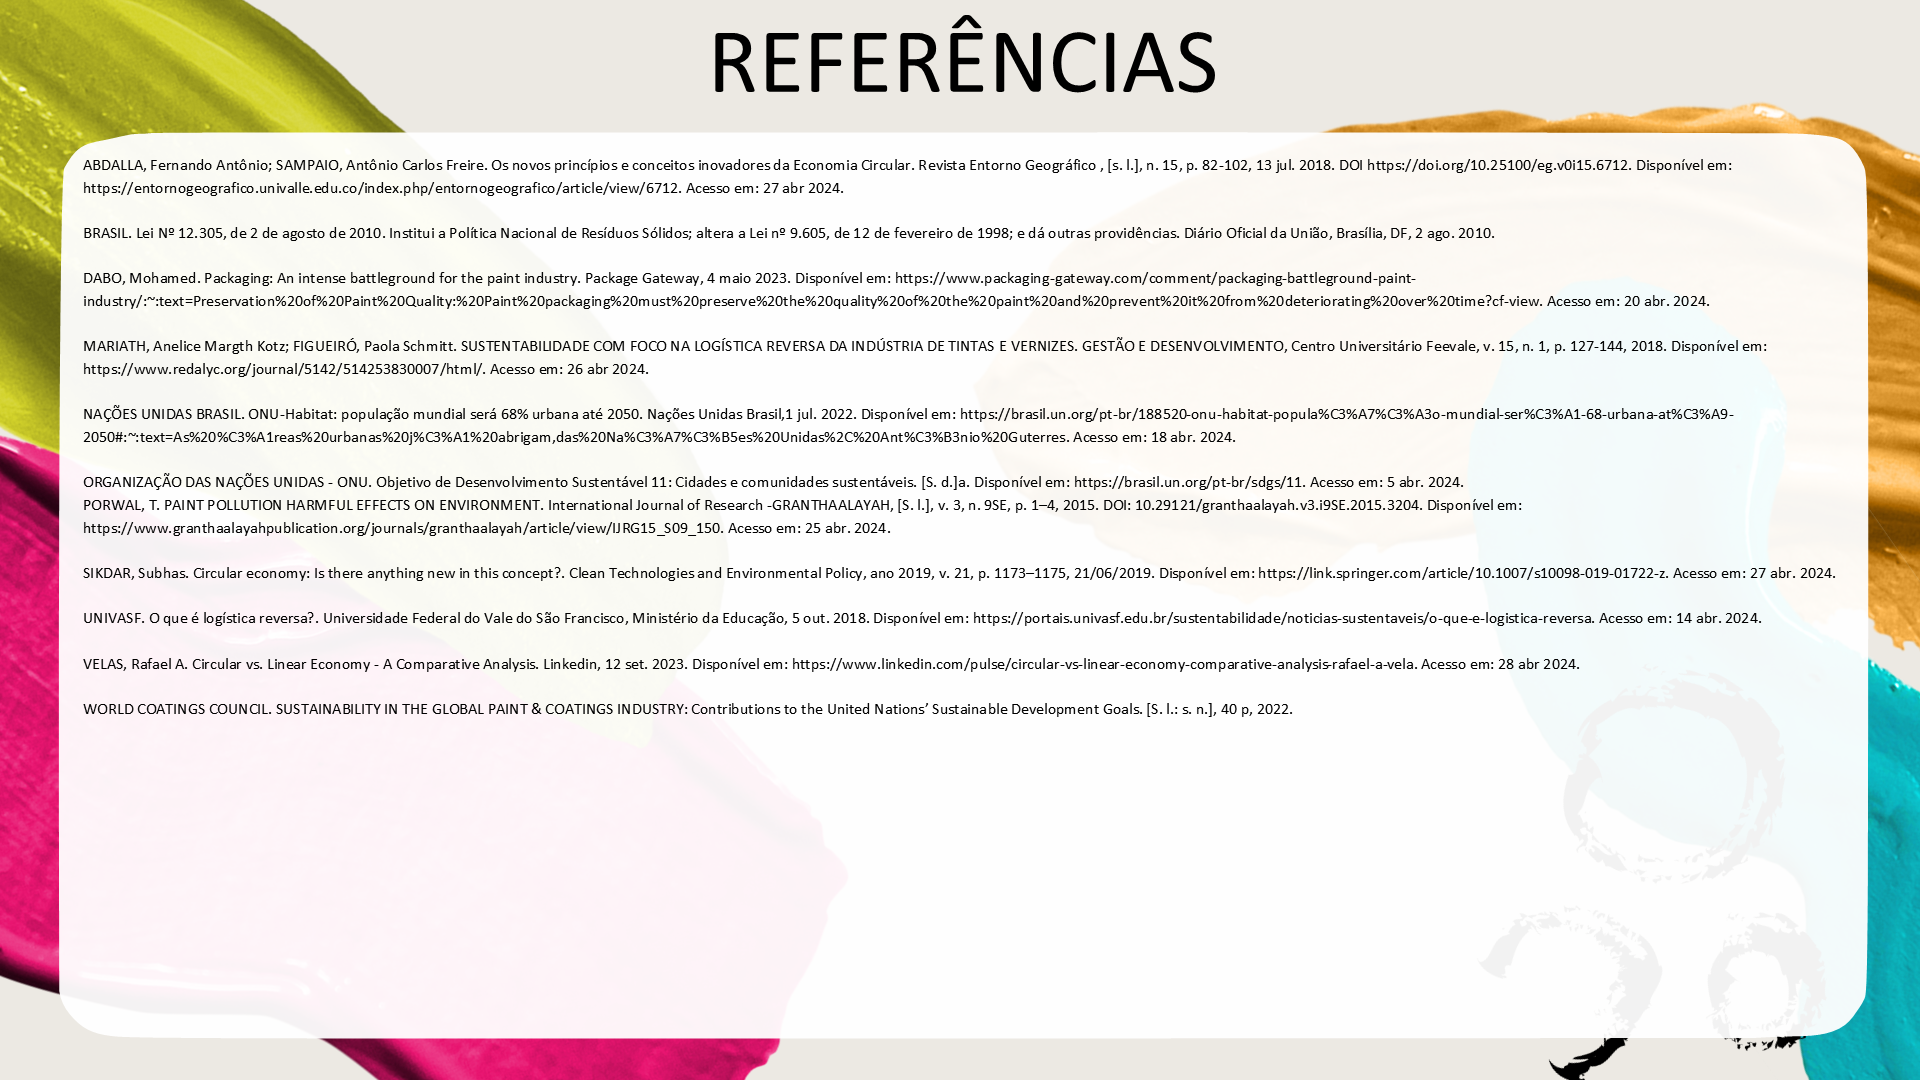 REFERÊNCIAS
ABDALLA, Fernando Antônio; SAMPAIO, Antônio Carlos Freire. Os novos princípios e conceitos inovadores da Economia Circular. Revista Entorno Geográfico , [s. l.], n. 15, p. 82-102, 13 jul. 2018. DOI https://doi.org/10.25100/eg.v0i15.6712. Disponível em:
https://entornogeografico.univalle.edu.co/index.php/entornogeografico/article/view/6712. Acesso em: 27 abr 2024.
BRASIL. Lei Nº 12.305, de 2 de agosto de 2010. Institui a Política Nacional de Resíduos Sólidos; altera a Lei nº 9.605, de 12 de fevereiro de 1998; e dá outras providências. Diário Oficial da União, Brasília, DF, 2 ago. 2010.
DABO, Mohamed. Packaging: An intense battleground for the paint industry. Package Gateway, 4 maio 2023. Disponível em: https://www.packaging-gateway.com/comment/packaging-battleground-paint-
industry/:~:text=Preservation%20of%20Paint%20Quality:%20Paint%20packaging%20must%20preserve%20the%20quality%20of%20the%20paint%20and%20prevent%20it%20from%20deteriorating%20over%20time?cf-view. Acesso em: 20 abr. 2024.
MARIATH, Anelice Margth Kotz; FIGUEIRÓ, Paola Schmitt. SUSTENTABILIDADE COM FOCO NA LOGÍSTICA REVERSA DA INDÚSTRIA DE TINTAS E VERNIZES. GESTÃO E DESENVOLVIMENTO, Centro Universitário Feevale, v. 15, n. 1, p. 127-144, 2018. Disponível em:
https://www.redalyc.org/journal/5142/514253830007/html/. Acesso em: 26 abr 2024.
NAÇÕES UNIDAS BRASIL. ONU-Habitat: população mundial será 68% urbana até 2050. Nações Unidas Brasil,1 jul. 2022. Disponível em: https://brasil.un.org/pt-br/188520-onu-habitat-popula%C3%A7%C3%A3o-mundial-ser%C3%A1-68-urbana-at%C3%A9-
2050#:~:text=As%20%C3%A1reas%20urbanas%20j%C3%A1%20abrigam,das%20Na%C3%A7%C3%B5es%20Unidas%2C%20Ant%C3%B3nio%20Guterres. Acesso em: 18 abr. 2024.
ORGANIZAÇÃO DAS NAÇÕES UNIDAS - ONU. Objetivo de Desenvolvimento Sustentável 11: Cidades e comunidades sustentáveis. [S. d.]a. Disponível em: https://brasil.un.org/pt-br/sdgs/11. Acesso em: 5 abr. 2024.
PORWAL, T. PAINT POLLUTION HARMFUL EFFECTS ON ENVIRONMENT. International Journal of Research -GRANTHAALAYAH, [S. l.], v. 3, n. 9SE, p. 1–4, 2015. DOI: 10.29121/granthaalayah.v3.i9SE.2015.3204. Disponível em:
https://www.granthaalayahpublication.org/journals/granthaalayah/article/view/IJRG15_S09_150. Acesso em: 25 abr. 2024.
SIKDAR, Subhas. Circular economy: Is there anything new in this concept?. Clean Technologies and Environmental Policy, ano 2019, v. 21, p. 1173–1175, 21/06/2019. Disponível em: https://link.springer.com/article/10.1007/s10098-019-01722-z. Acesso em: 27 abr. 2024.
UNIVASF. O que é logística reversa?. Universidade Federal do Vale do São Francisco, Ministério da Educação, 5 out. 2018. Disponível em: https://portais.univasf.edu.br/sustentabilidade/noticias-sustentaveis/o-que-e-logistica-reversa. Acesso em: 14 abr. 2024.
VELAS, Rafael A. Circular vs. Linear Economy - A Comparative Analysis. Linkedin, 12 set. 2023. Disponível em: https://www.linkedin.com/pulse/circular-vs-linear-economy-comparative-analysis-rafael-a-vela. Acesso em: 28 abr 2024.
WORLD COATINGS COUNCIL. SUSTAINABILITY IN THE GLOBAL PAINT & COATINGS INDUSTRY: Contributions to the United Nations’ Sustainable Development Goals. [S. l.: s. n.], 40 p, 2022.